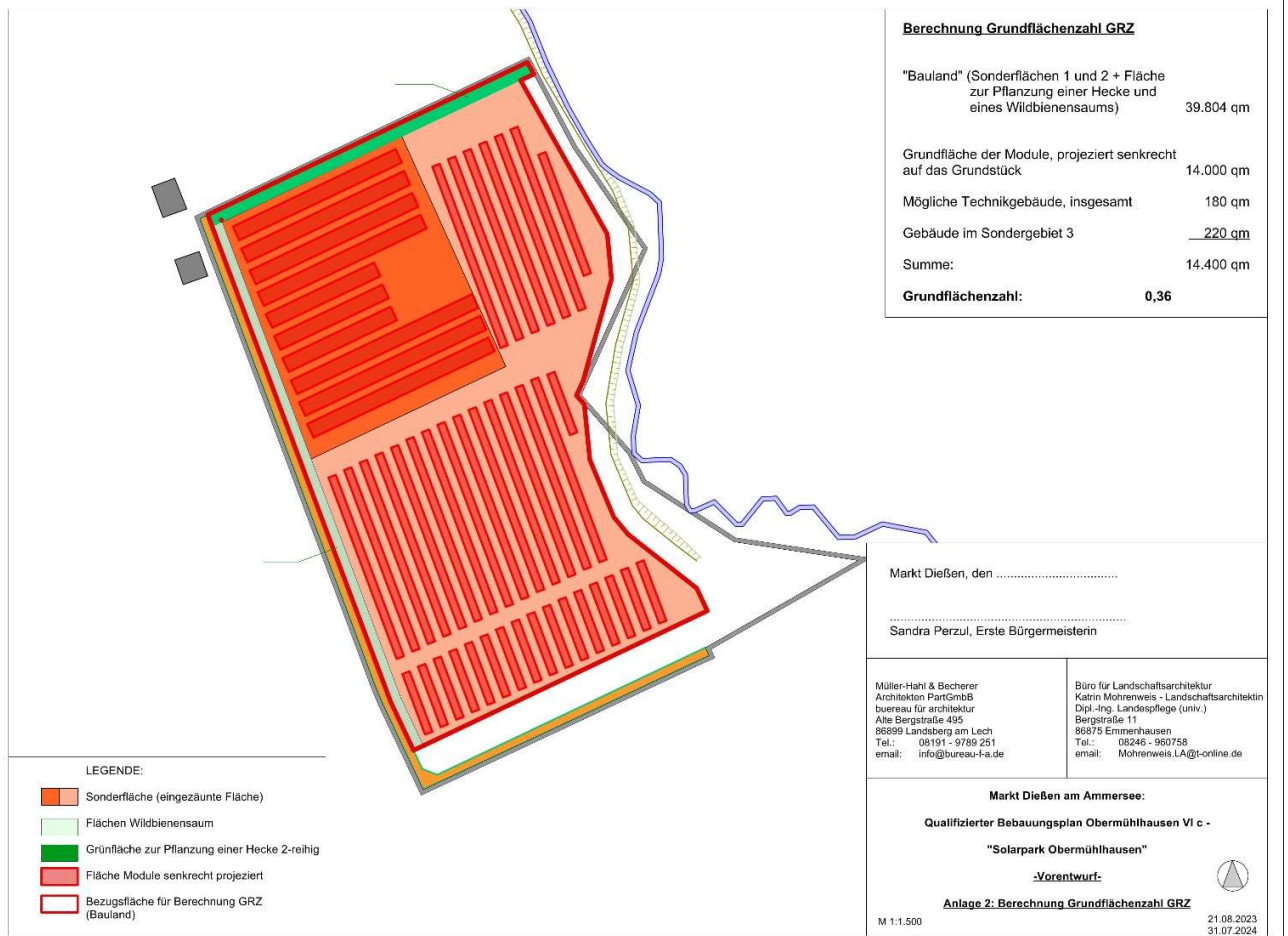 Berechnung Grundflächenzahl GRZ
"Bauland" (Sonderflächen 1 und 2 + Fläche
zur Pflanzung einer Hecke und
eines Wildbienensaums) 39.804 qm
Grundfläche der Module, projeziert senkrecht
auf das Grundstück 14.000 qm
Mögliche Technikgebäude, insgesamt 180 qm
Gebäude im Sondergebiet 3 220 qm
Summe: 14.400 qm
Grundflächenzahl: 0,36
Markt Dießen, den ..................................
..................................................................
Sandra Perzul, Erste Bürgermeisterin
Müller-Hahl & Becherer
Architekten PartGmbB
buereau für architektur
Alte Bergstraße 495
86899 Landsberg am Lech
Tel.: 08191 - 9789 251
email: info@bureau-f-a.de
Büro für Landschaftsarchitektur
Katrin Mohrenweis - Landschaftsarchitektin
Dipl.-Ing. Landespflege (univ.)
Bergstraße 11
86875 Emmenhausen
Tel.: 08246 - 960758
email: Mohrenweis.LA@t-online.de
Markt Dießen am Ammersee:
Qualifizierter Bebauungsplan Obermühlhausen VI c -
"Solarpark Obermühlhausen"
-Vorentwurf-
Anlage 2: Berechnung Grundflächenzahl GRZ
M 1:1.500
21.08.2023
31.07.2024
LEGENDE:
Sonderfläche (eingezäunte Fläche)
Flächen Wildbienensaum
Grünfläche zur Pflanzung einer Hecke 2-reihig
Fläche Module senkrecht projeziert
Bezugsfläche für Berechnung GRZ
(Bauland)